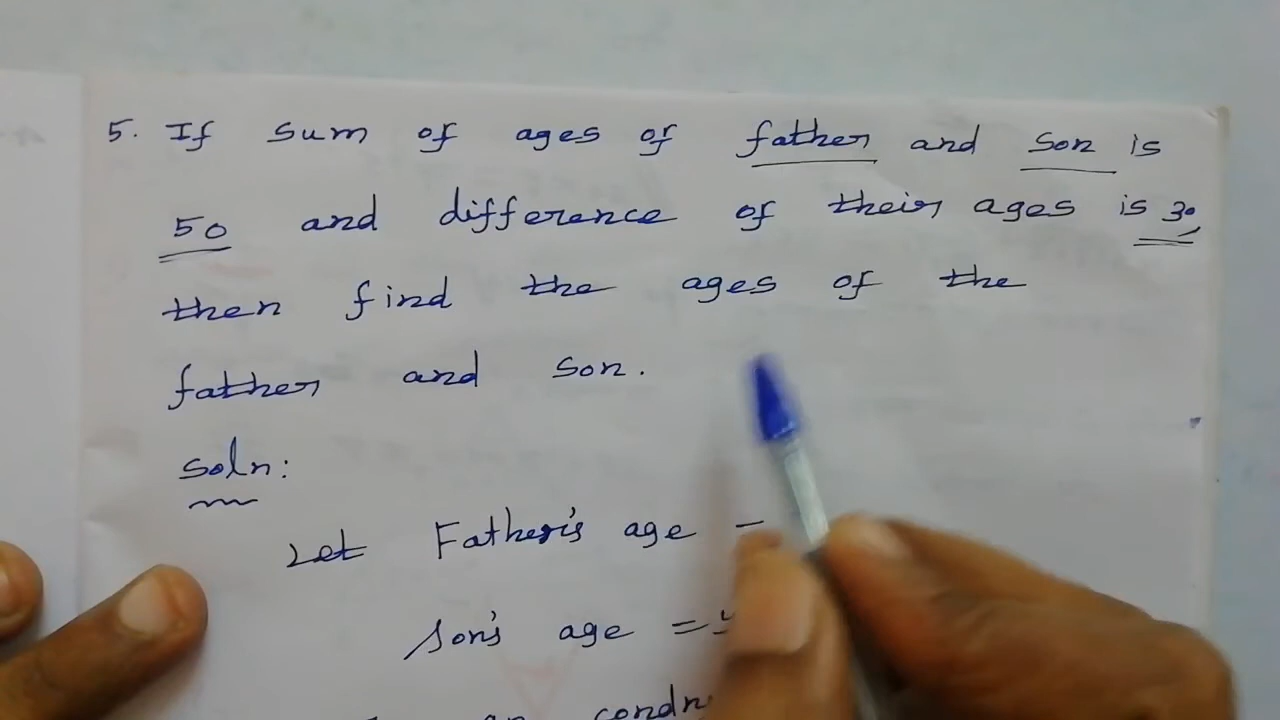 5. If sum of ages of father and son is
50 and difference of their ages is 30
then find the ages of the
father and son.
Soln:
Let Father's age =
Son's age = y
condn